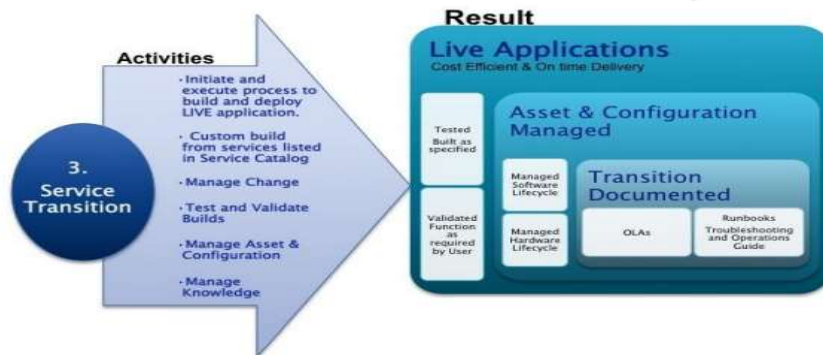 Result
Activities
Live Applications
Cost Efficient & On time Delivery
· Initiate and
execute process to
build and deploy
LIVE application.
· Custom build
from services listed
in Service Catalog
· Manage Change
· Test and Validate
Builds
· Manage Asset &
Configuration
· Manage
Knowledge
3.
Service
Transition
Tested
Built as
specified
Validated
Function
as
required
by User
Asset & Configuration
Managed
Managed
Software
Lifecycle
Managed
Hardware
Lifecycle
Transition
Documented
OLAs
Runbooks
Troubleshooting
and Operations
Guide